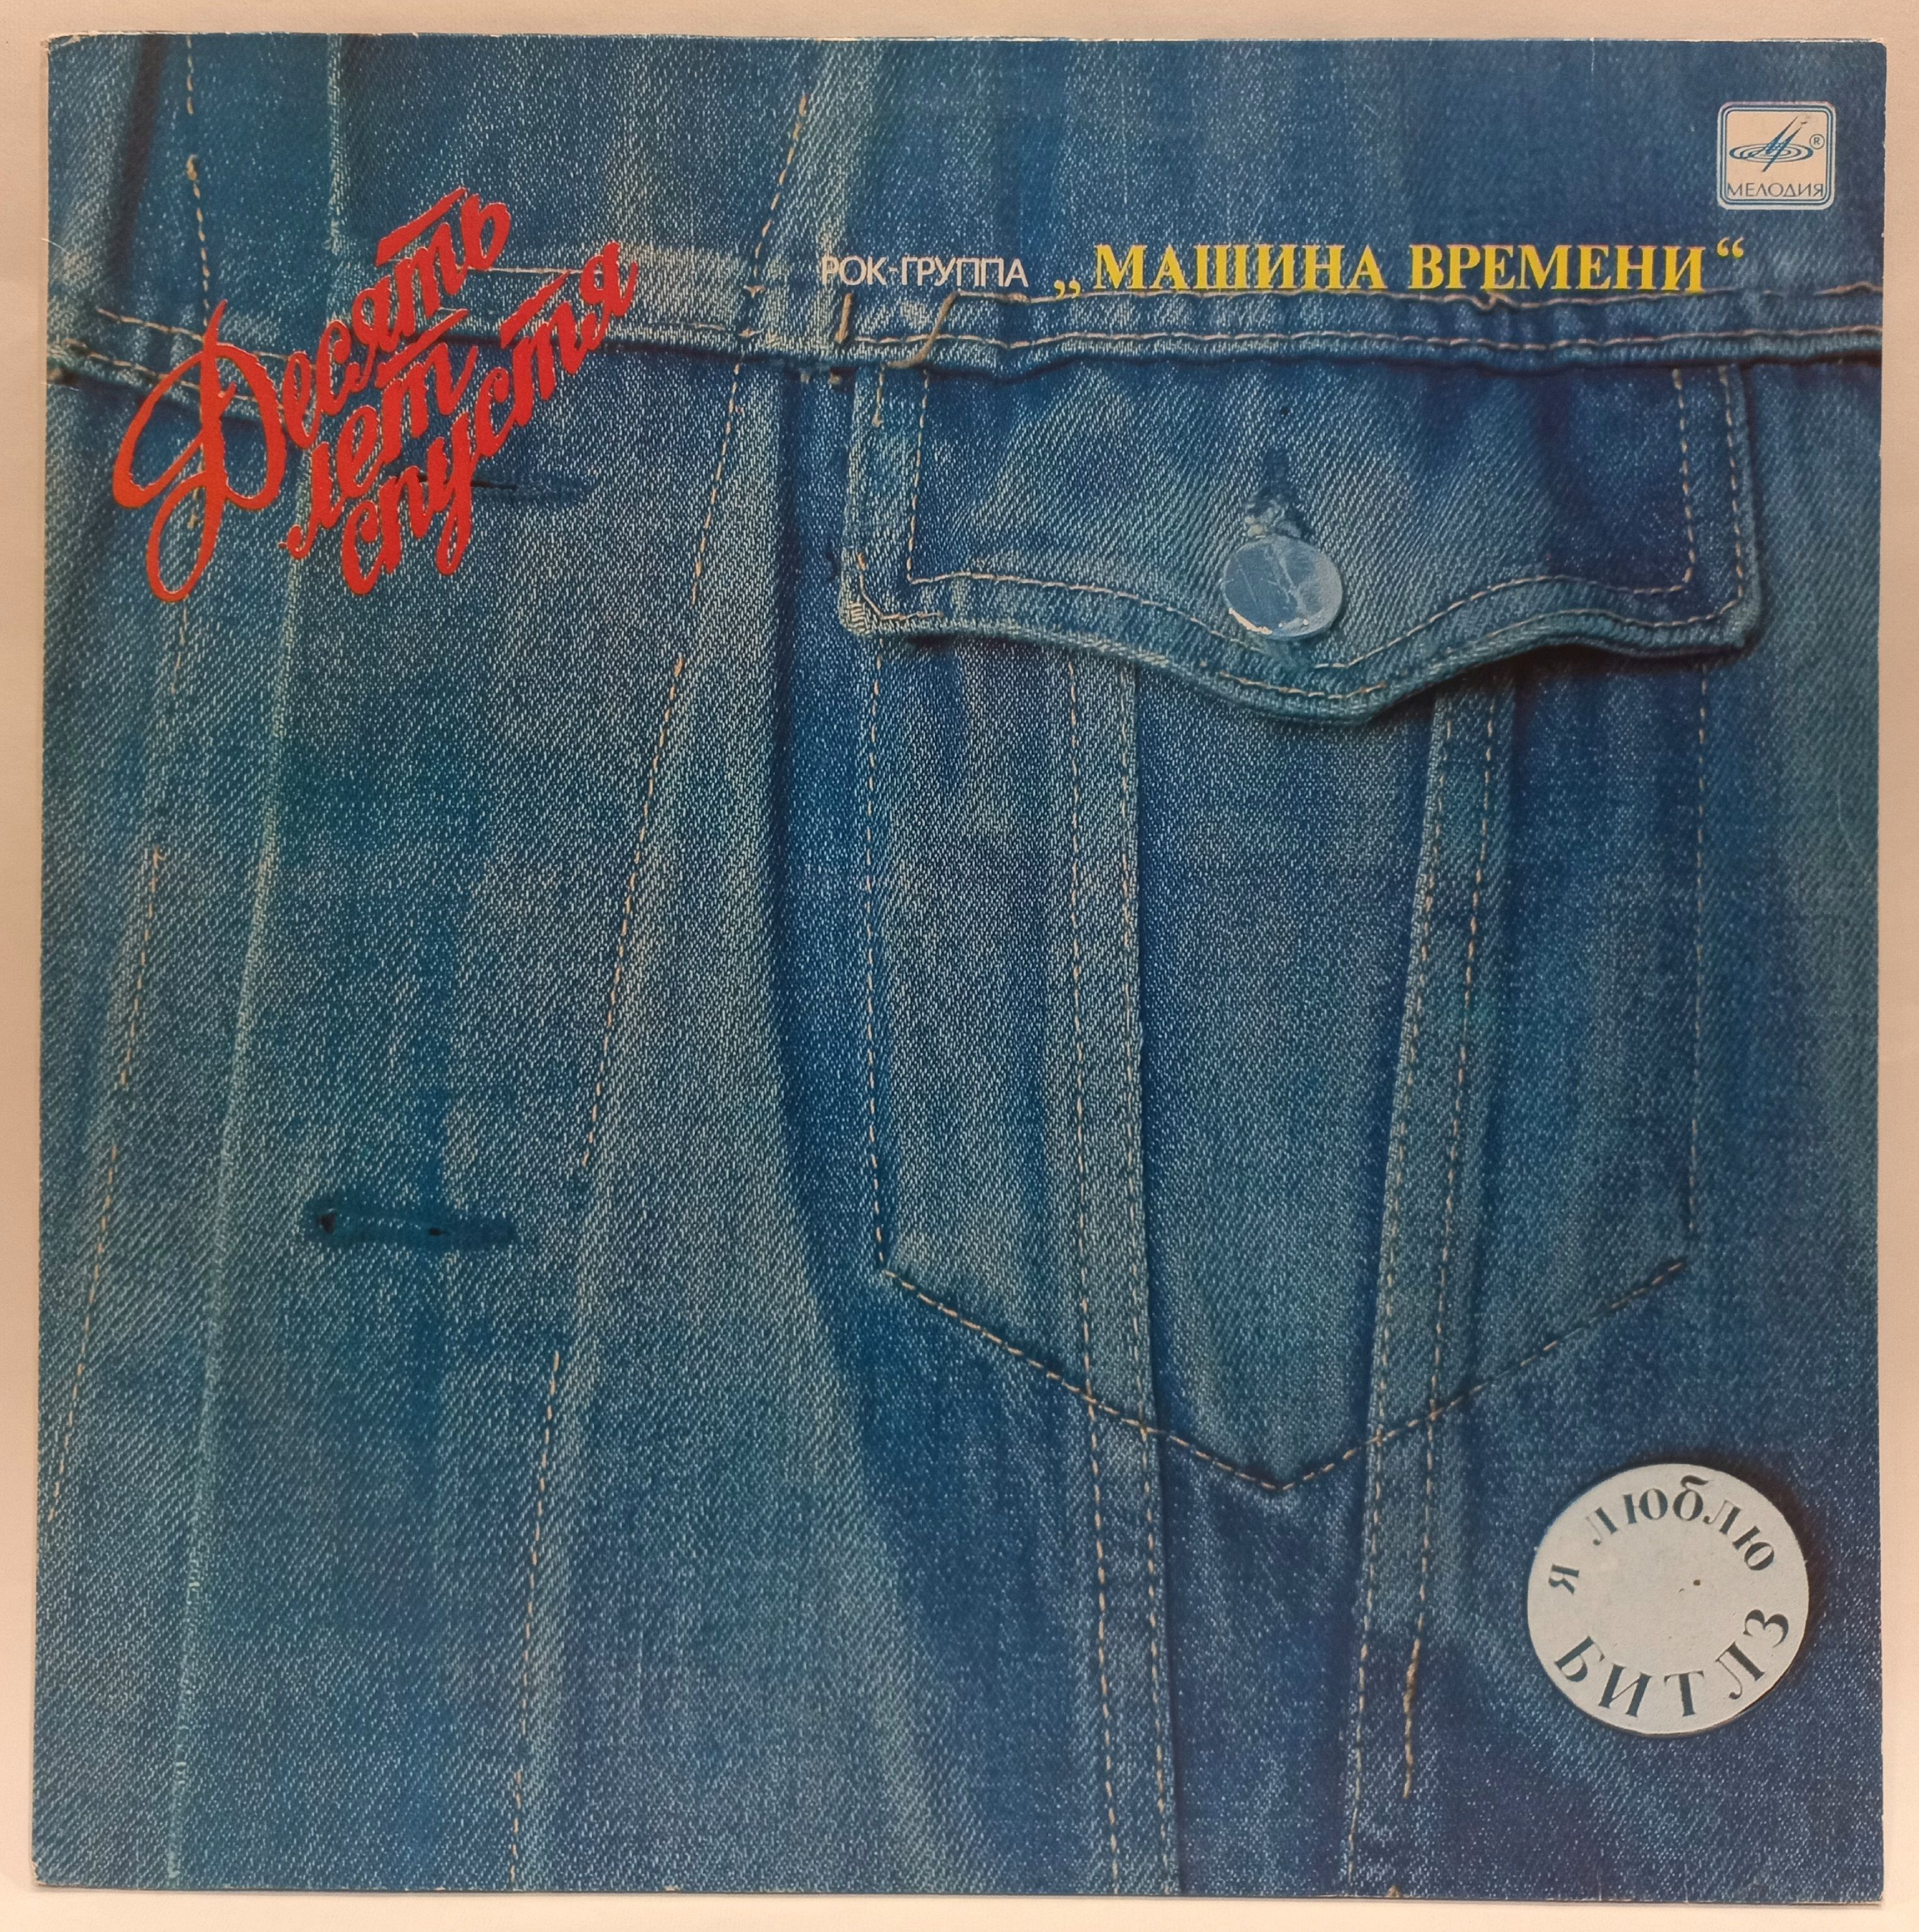 МЕЛОДИЯ ®
РОК-ГРУППА „МАШИНА ВРЕМЕНИ“
Десять
лет
спустя
Я ЛЮБЛЮ
БИТЛЗ